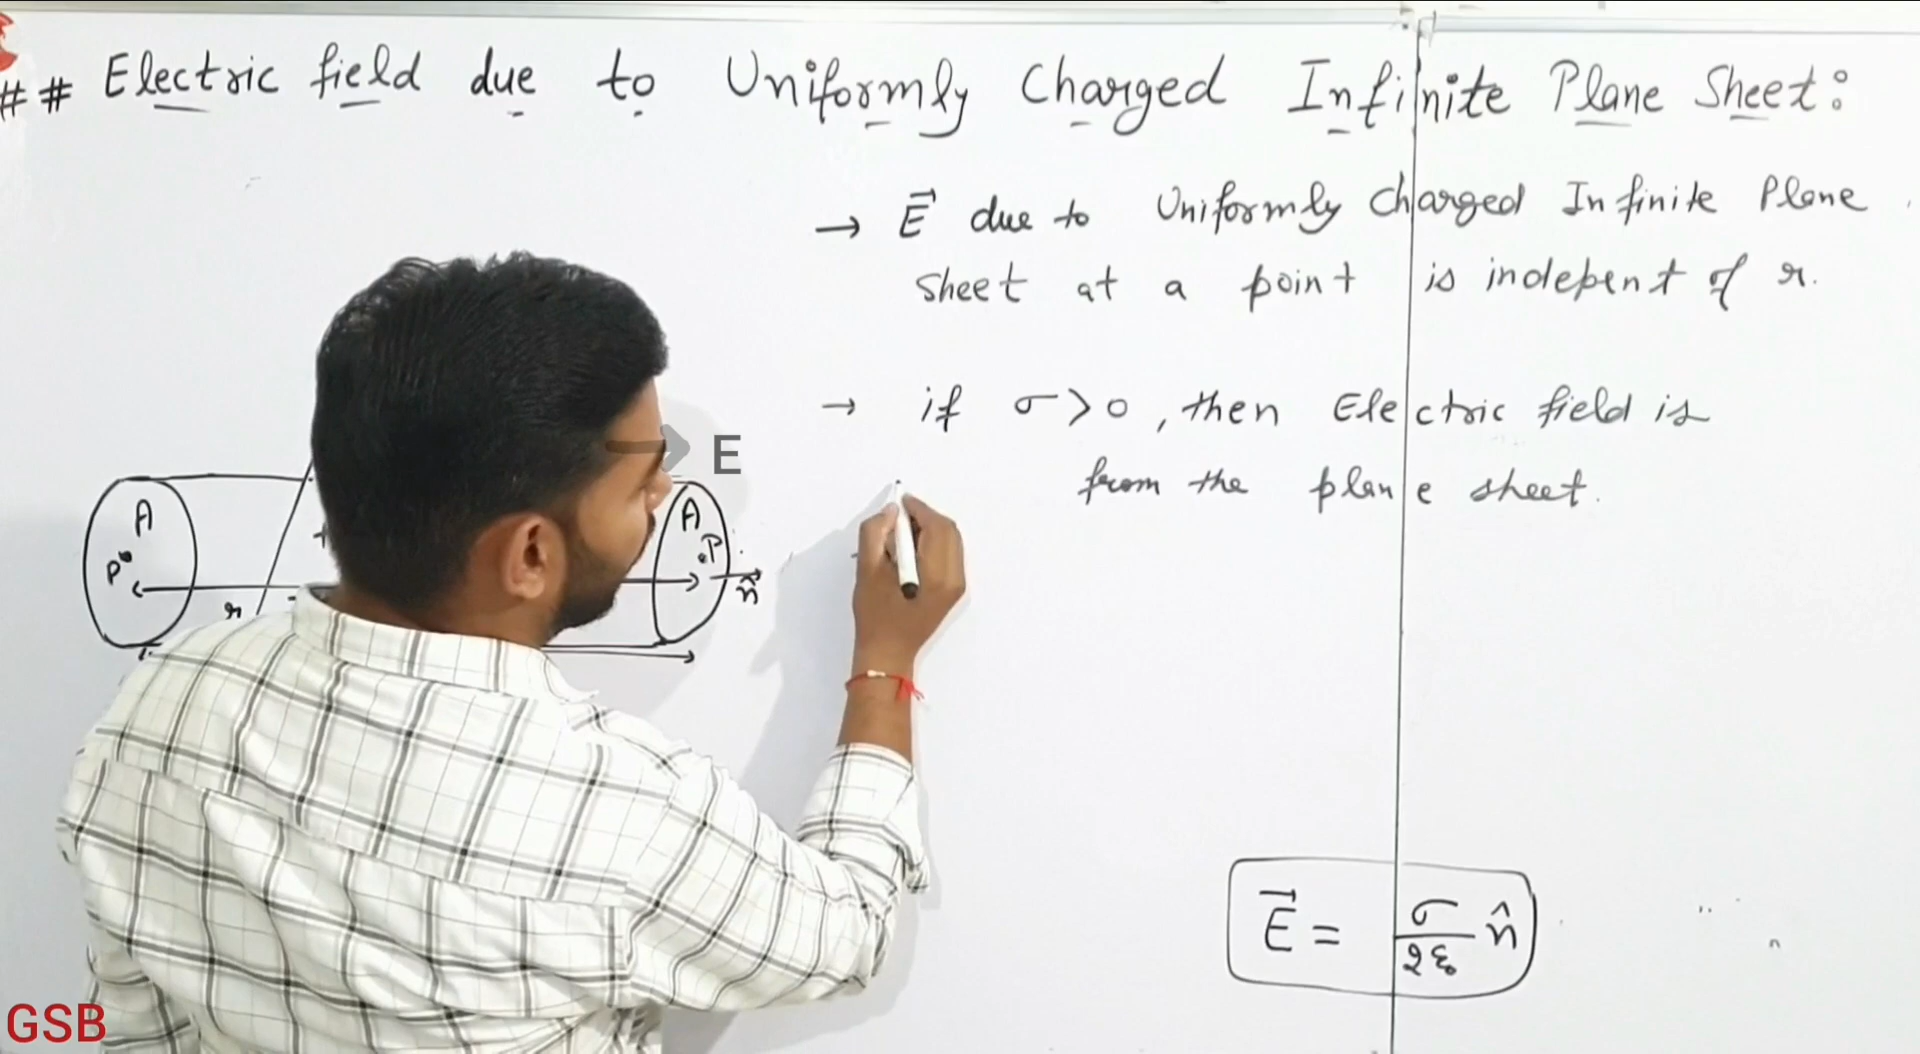 ## Electric field due to Uniformly Charged Infinite Plane Sheet:
→ E⃗ due to Uniformly Charged Infinite Plane
sheet at a point is indepent of r.
→ if σ > 0, then Electric field is
from the plane sheet.
E
A
P
r
A
P
n̂
E⃗ = σ/2ε₀ n̂
GSB